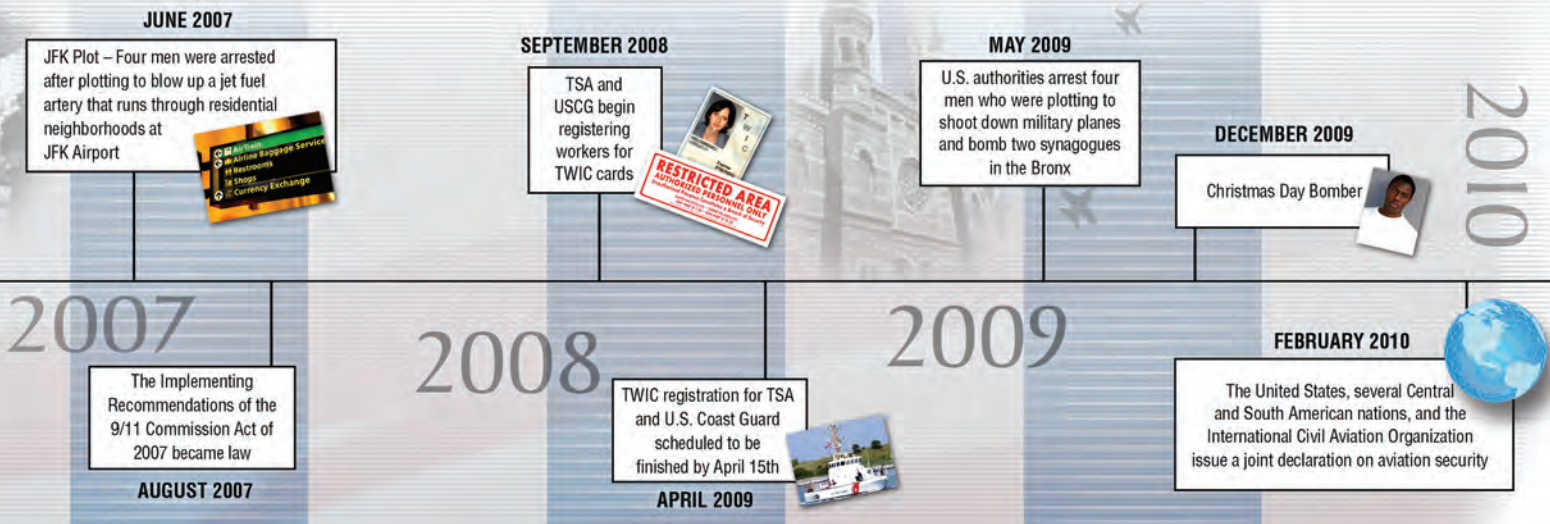 JUNE 2007
JFK Plot – Four men were arrested
after plotting to blow up a jet fuel
artery that runs through residential
neighborhoods at
JFK Airport
AirTrain
Airline Baggage Service
Restrooms
Shops
Currency Exchange
SEPTEMBER 2008
TSA and
USCG begin
registering
workers for
TWIC cards
TWIC
RESTRICTED AREA
AUTHORIZED PERSONNEL ONLY
MAY 2009
U.S. authorities arrest four
men who were plotting to
shoot down military planes
and bomb two synagogues
in the Bronx
DECEMBER 2009
Christmas Day Bomber
2010
2007
The Implementing
Recommendations of the
9/11 Commission Act of
2007 became law
AUGUST 2007
2008
TWIC registration for TSA
and U.S. Coast Guard
scheduled to be
finished by April 15th
APRIL 2009
2009
FEBRUARY 2010
The United States, several Central
and South American nations, and the
International Civil Aviation Organization
issue a joint declaration on aviation security